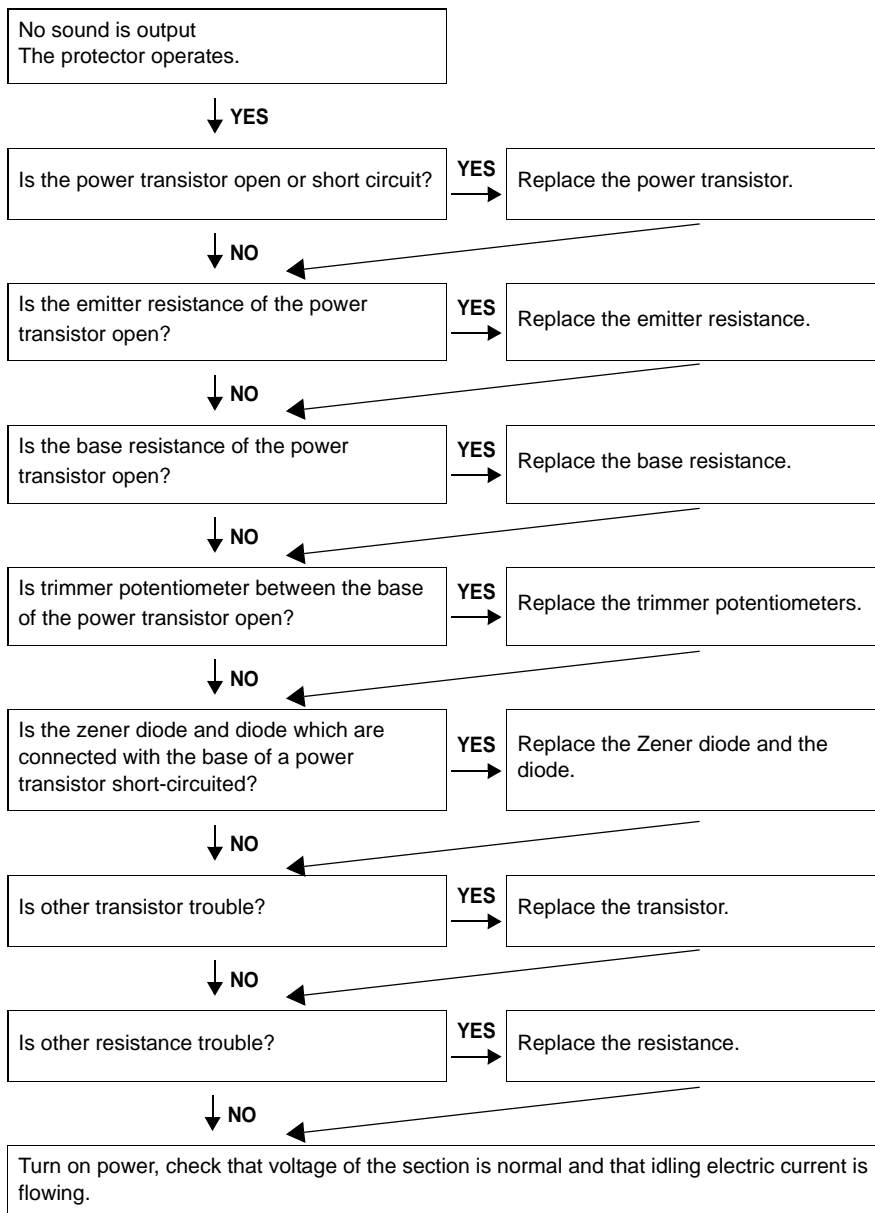 No sound is output
The protector operates.
YES
Is the power transistor open or short circuit?
YES
Replace the power transistor.
NO
Is the emitter resistance of the power
transistor open?
YES
Replace the emitter resistance.
NO
Is the base resistance of the power
transistor open?
YES
Replace the base resistance.
NO
Is trimmer potentiometer between the base
of the power transistor open?
YES
Replace the trimmer potentiometers.
NO
Is the zener diode and diode which are
connected with the base of a power
transistor short-circuited?
YES
Replace the Zener diode and the
diode.
NO
Is other transistor trouble?
YES
Replace the transistor.
NO
Is other resistance trouble?
YES
Replace the resistance.
NO
Turn on power, check that voltage of the section is normal and that idling electric current is
flowing.